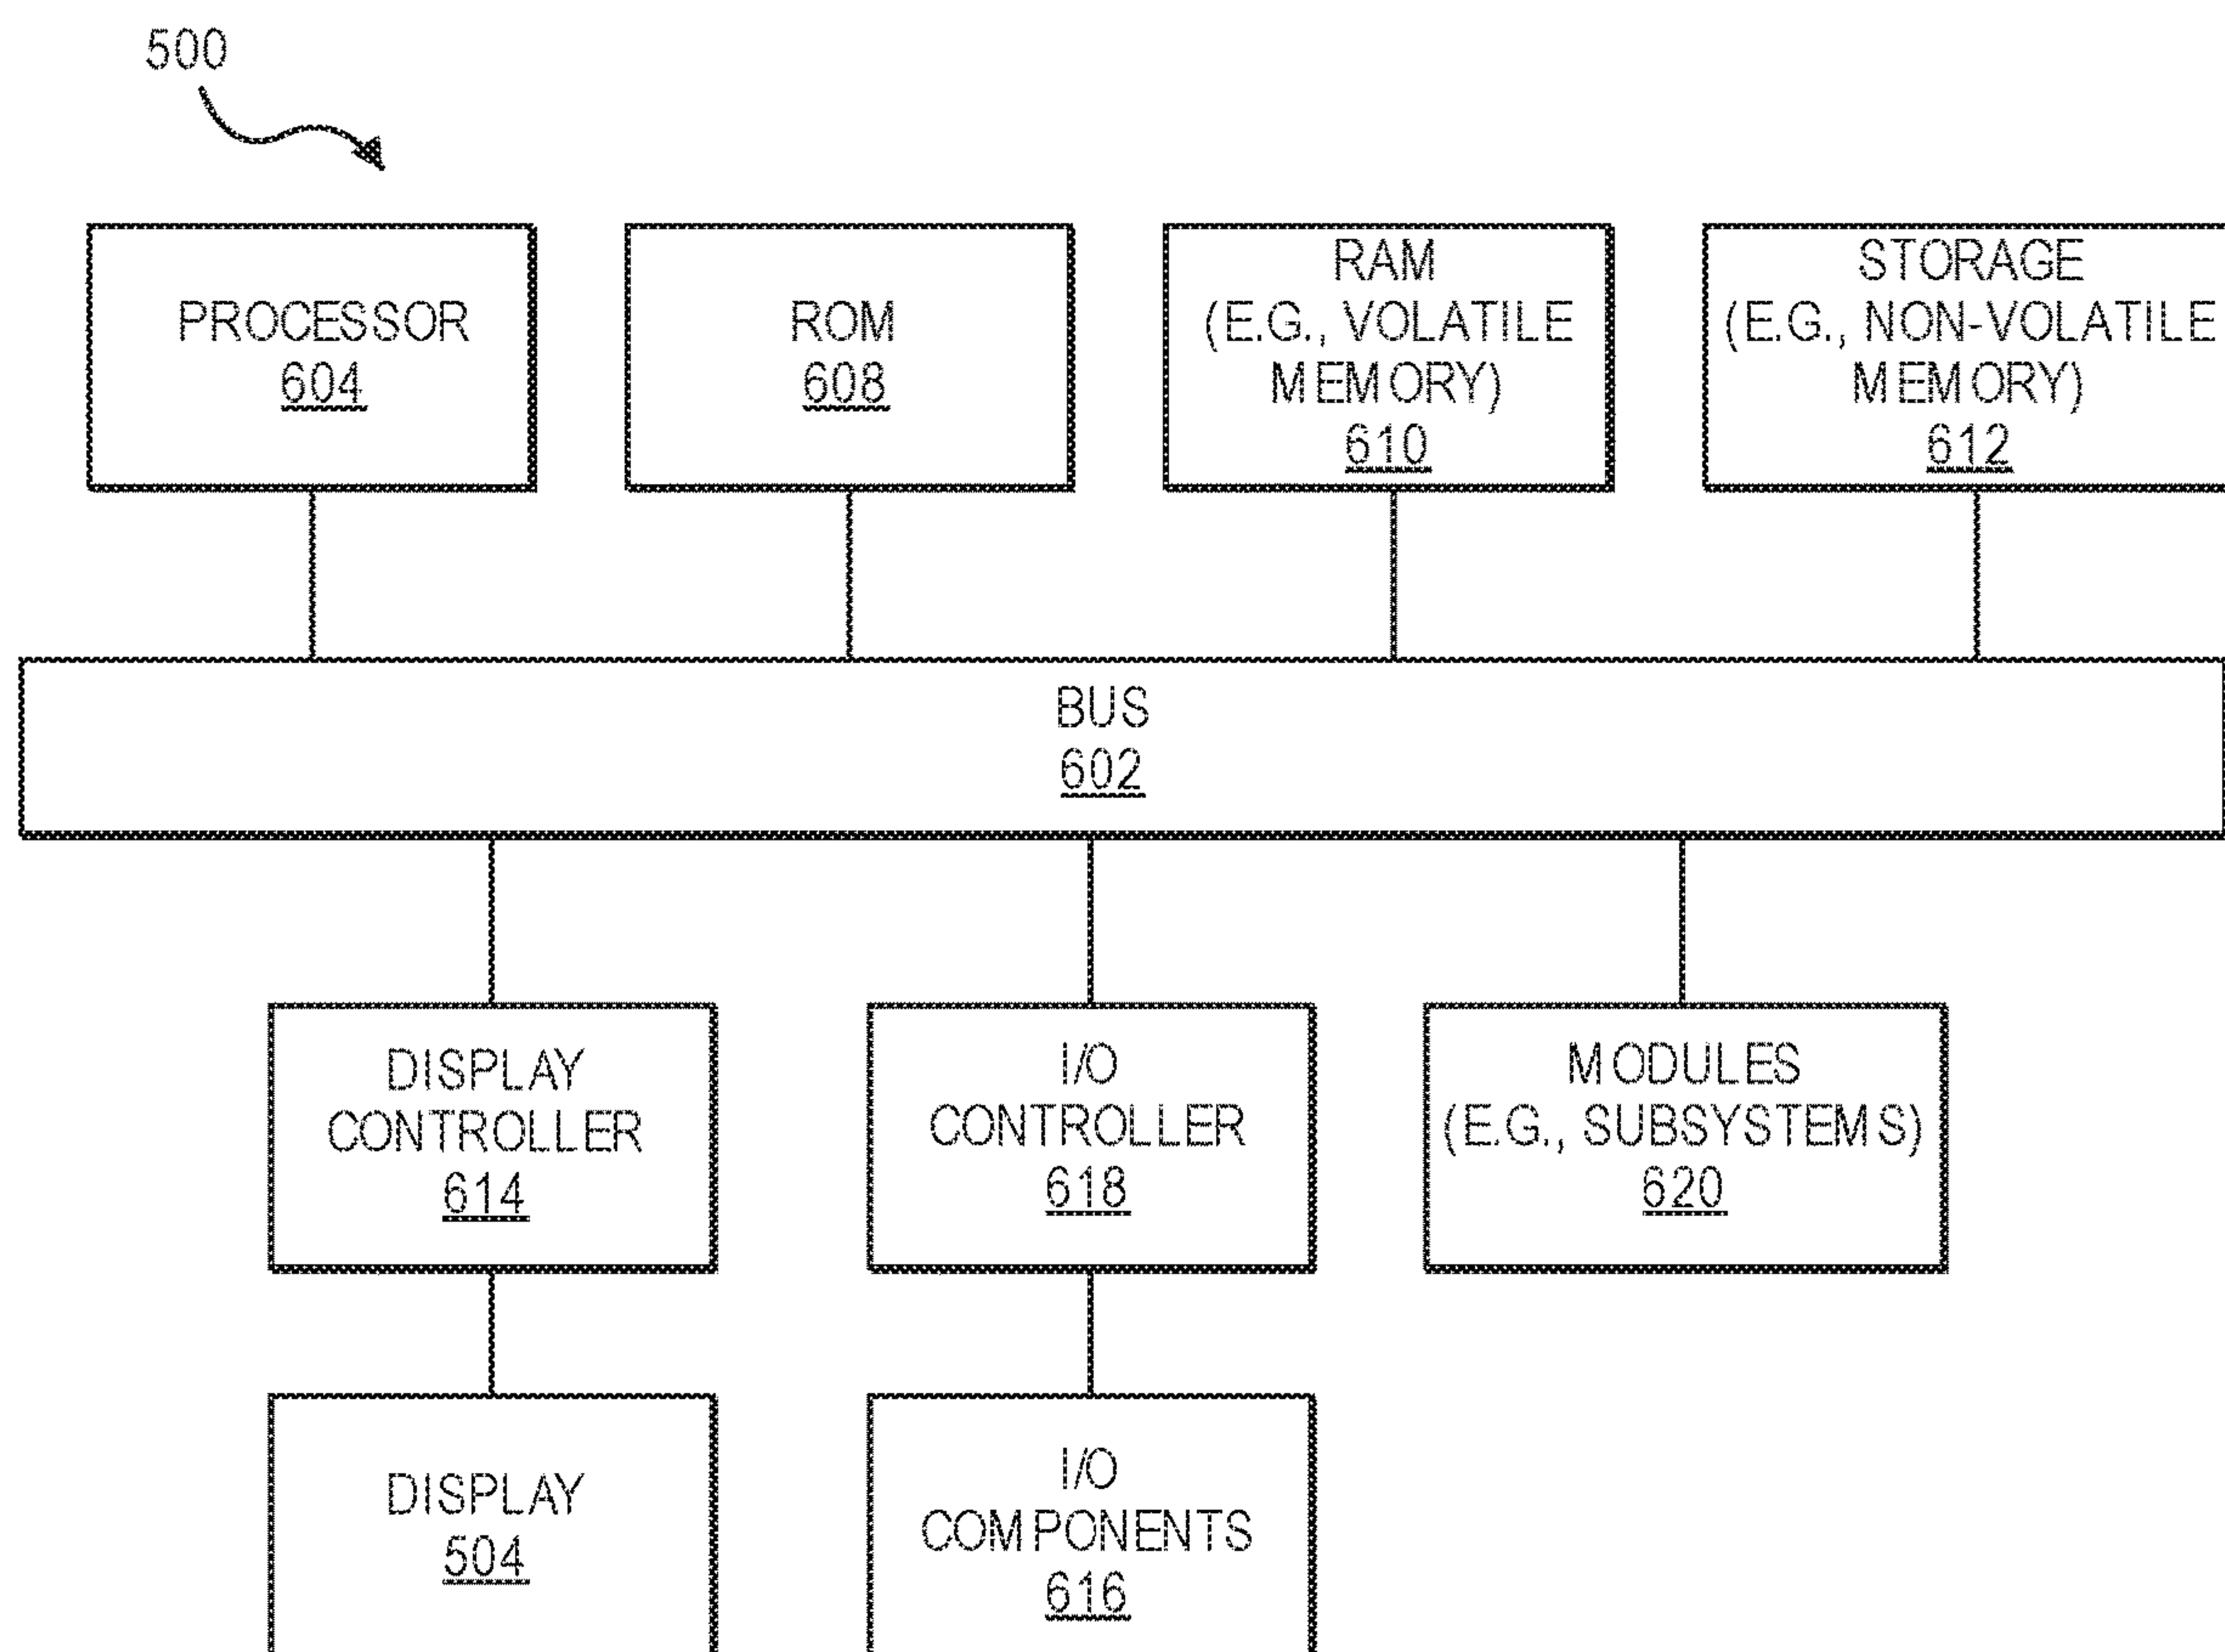 500
PROCESSOR
604
ROM
608
RAM
(E.G., VOLATILE
MEMORY)
610
STORAGE
(E.G., NON-VOLATILE
MEMORY)
612
BUS
602
DISPLAY
CONTROLLER
614
I/O
CONTROLLER
618
MODULES
(E.G., SUBSYSTEMS)
620
DISPLAY
504
I/O
COMPONENTS
616